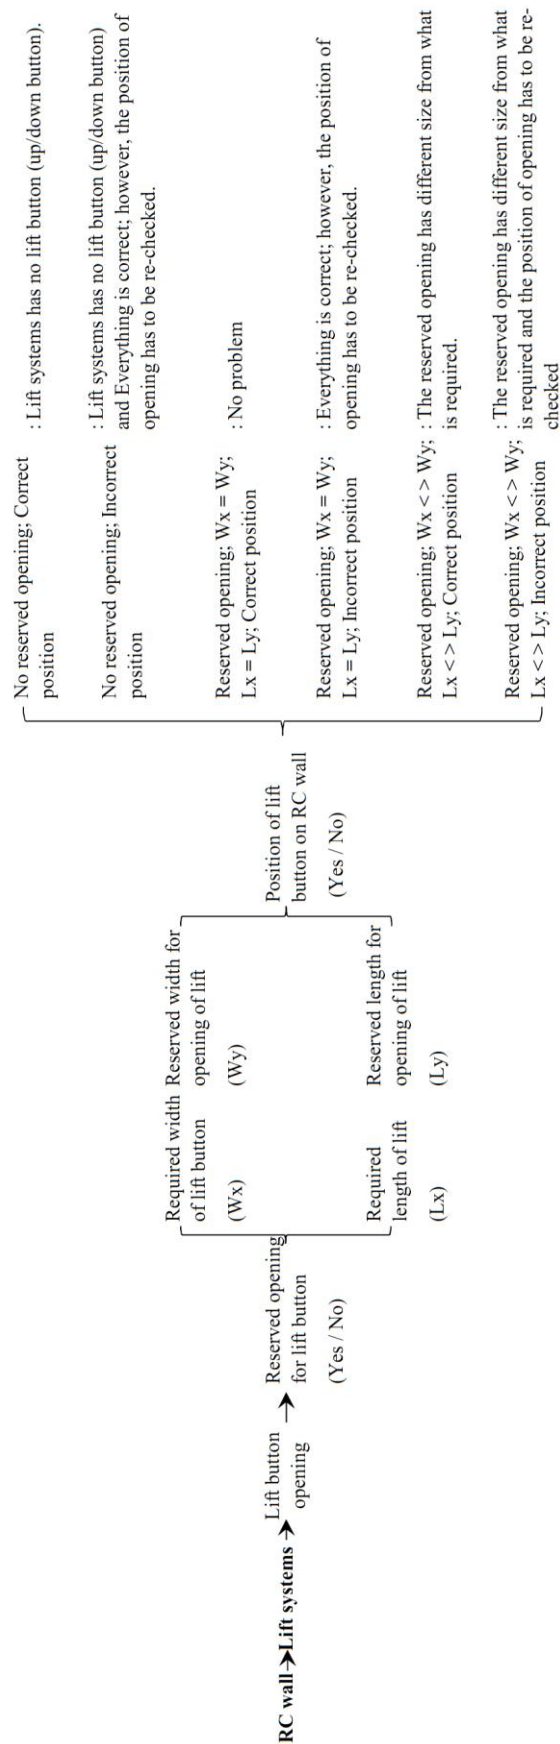 RC wall→Lift systems →
Lift button
opening
→ Reserved opening
for lift button
(Yes / No)
Required width
of lift button
(Wx)
Reserved width for
opening of lift
(Wy)
Required
length of lift
(Lx)
Reserved length for
opening of lift
(Ly)
Position of lift
button on RC wall
(Yes / No)
No reserved opening; Correct
position
: Lift systems has no lift button (up/down button).
No reserved opening; Incorrect
position
: Lift systems has no lift button (up/down button)
and Everything is correct; however, the position of
opening has to be re-checked.
Reserved opening; Wx = Wy;
Lx = Ly; Correct position
: No problem
Reserved opening; Wx = Wy;
Lx = Ly; Incorrect position
: Everything is correct; however, the position of
opening has to be re-checked.
Reserved opening; Wx < > Wy;
Lx < > Ly; Correct position
: The reserved opening has different size from what
is required.
Reserved opening; Wx < > Wy;
Lx < > Ly; Incorrect position
: The reserved opening has different size from what
is required and the position of opening has to be re-
checked